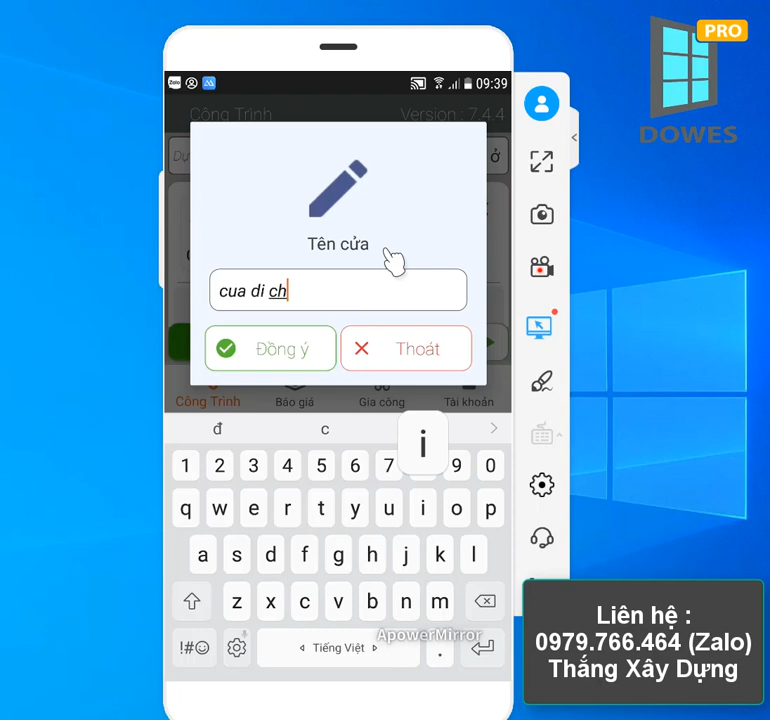 PRO
DOWES
Zalo
09:39
Công Trình
Version : 7.4.4
Dự
ở
Tên cửa
cua di ch
Đồng ý
Thoát
Công Trình
Báo giá
Gia công
Tài khoản
đ
c
i
1 2 3 4 5 6 7 9 0
q w e r t y u i o p
a s d f g h j k l
z x c v b n m
!#☺
Tiếng Việt
.
ApowerMirror
Liên hệ :
0979.766.464 (Zalo)
Thắng Xây Dựng